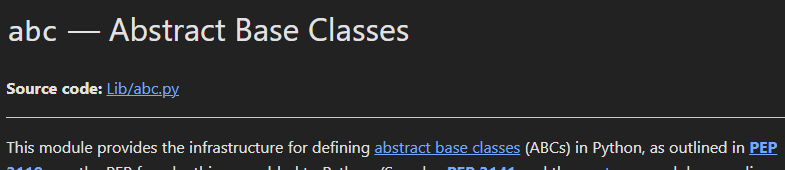 abc — Abstract Base Classes
Source code: Lib/abc.py
This module provides the infrastructure for defining abstract base classes (ABCs) in Python, as outlined in PEP